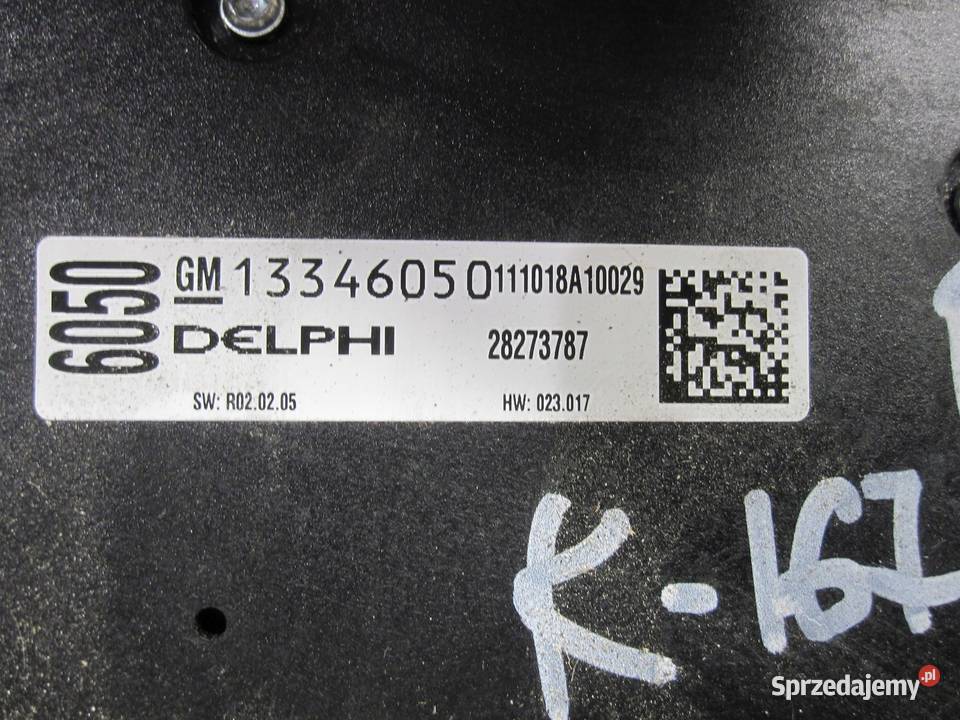 6050
GM 13346050 111018A10029
DELPHI 28273787
SW: R02.02.05 HW: 023.017
K-167
Sprzedajemy.pl